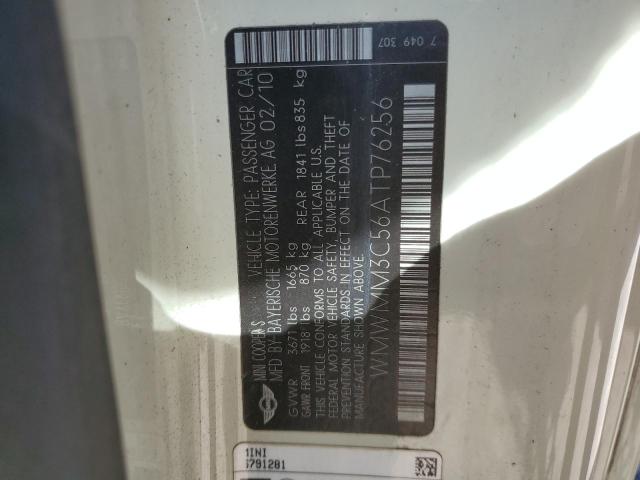 MINI COOPER S VEHICLE TYPE: PASSENGER CAR
MFD BY BAYERISCHE MOTORENWERKE AG 02/10
GVWR 3671 lbs 1665 kg
GAWR FRONT 1918 lbs 870 kg REAR 1841 lbs 835 kg
THIS VEHICLE CONFORMS TO ALL APPLICABLE U.S.
FEDERAL MOTOR VEHICLE SAFETY, BUMPER AND THEFT
STANDARDS IN EFFECT ON THE DATE OF
MANUFACTURE SHOWN ABOVE.
WMWMM3C56ATP76256
7 049 307
MINI
6791281